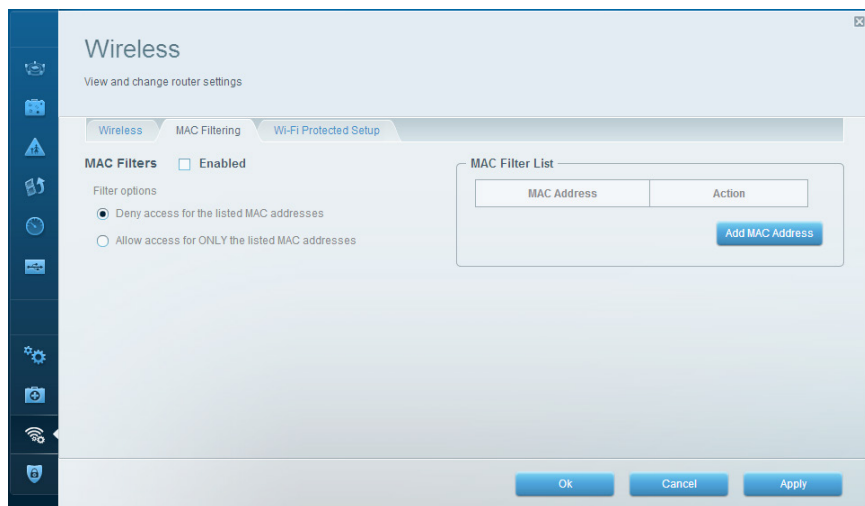 Wireless
View and change router settings
Wireless MAC Filtering Wi-Fi Protected Setup
MAC Filters Enabled
Filter options
Deny access for the listed MAC addresses
Allow access for ONLY the listed MAC addresses
MAC Filter List
MAC Address Action
Add MAC Address
Ok Cancel Apply